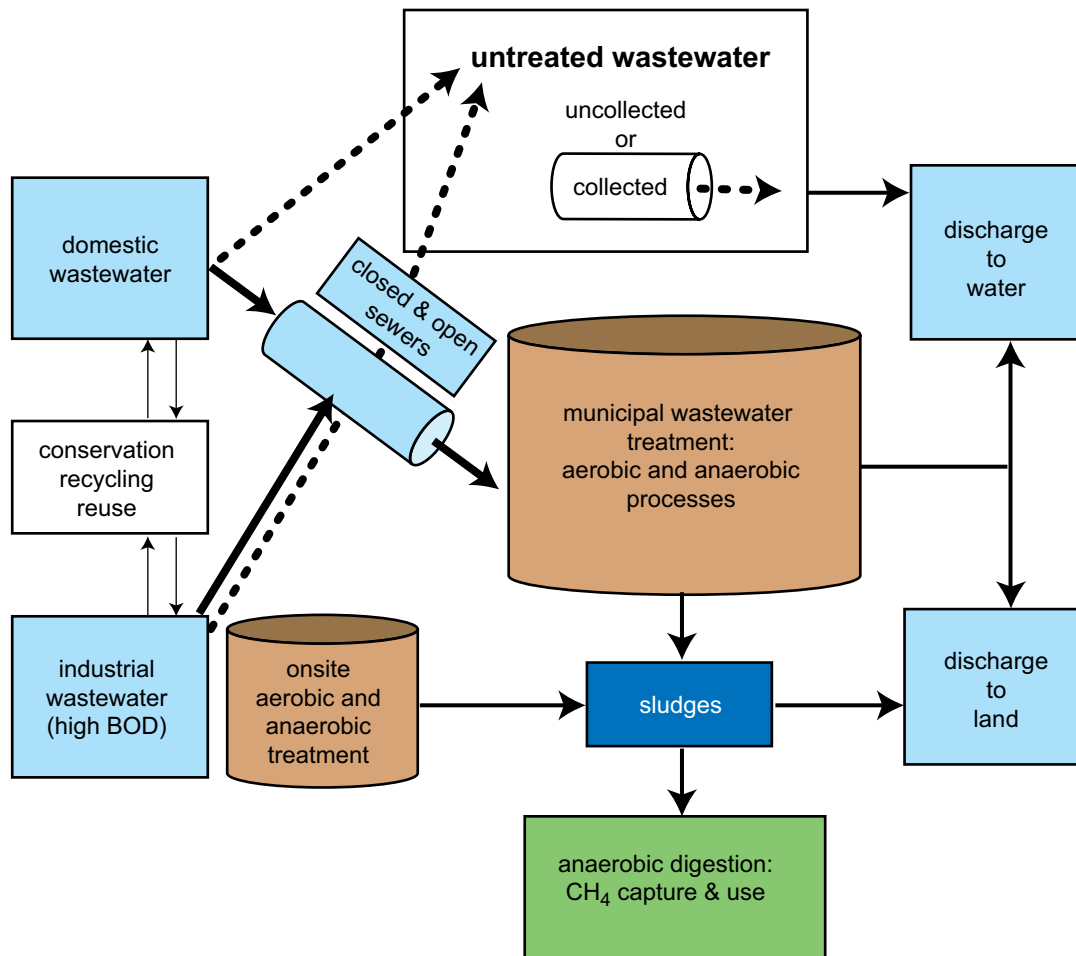 untreated wastewater
uncollected
or
collected
domestic
wastewater
closed & open
sewers
discharge
to
water
municipal wastewater
treatment:
aerobic and anaerobic
processes
conservation
recycling
reuse
industrial
wastewater
(high BOD)
onsite
aerobic and
anaerobic
treatment
sludges
discharge
to
land
anaerobic digestion:
CH₄ capture & use